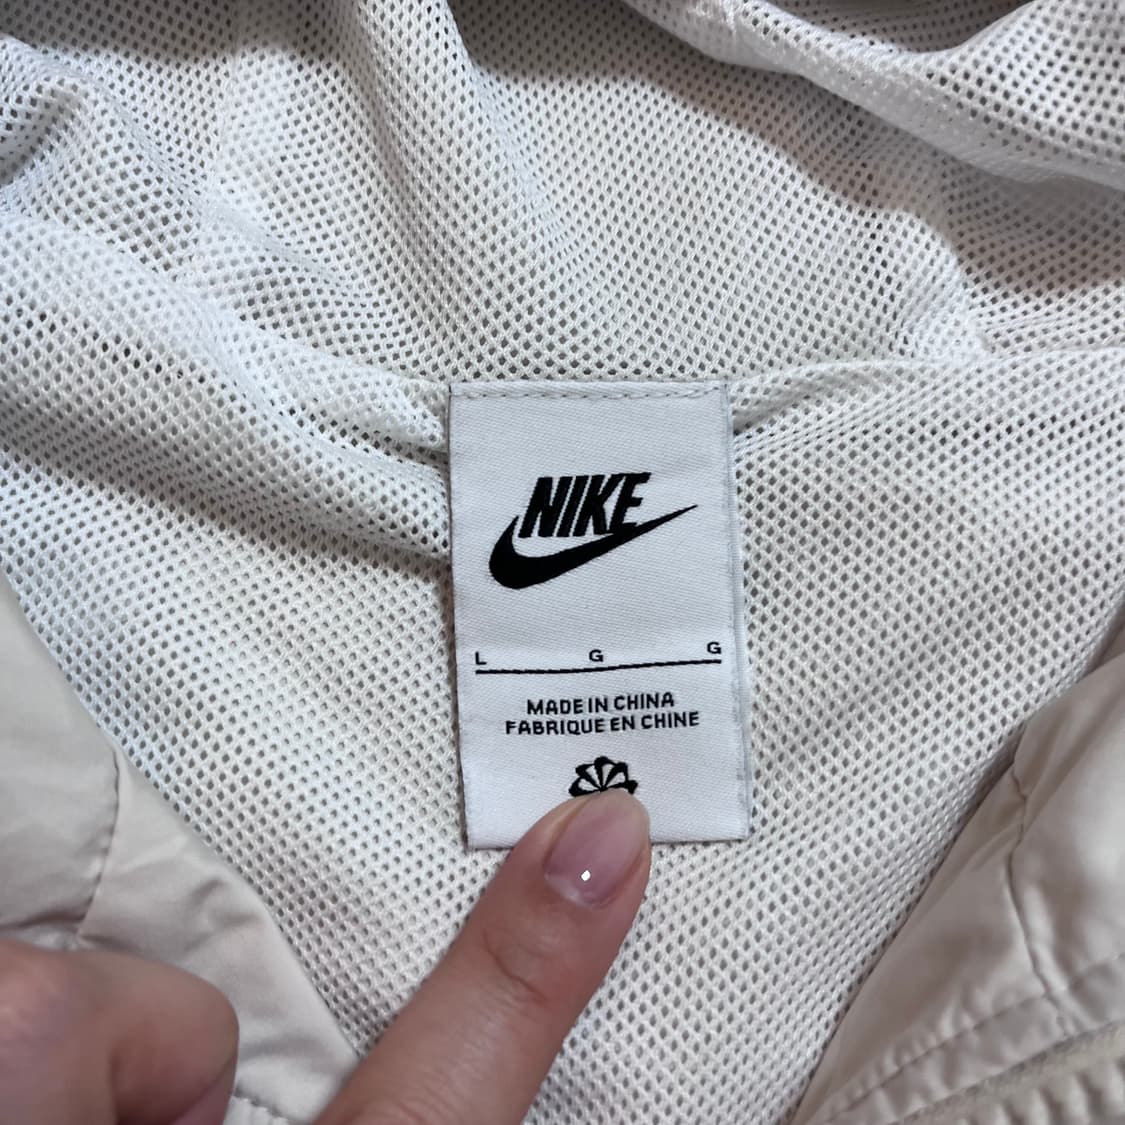 NIKE
L G G
MADE IN CHINA
FABRIQUE EN CHINE